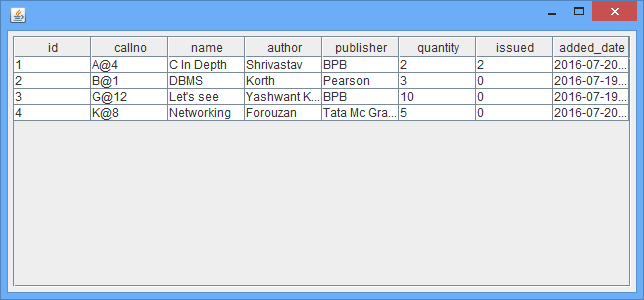 id callno name author publisher quantity issued added_date
1 A@4 C In Depth Shrivastav BPB 2 2 2016-07-20...
2 B@1 DBMS Korth Pearson 3 0 2016-07-19...
3 G@12 Let's see Yashwant K... BPB 10 0 2016-07-19...
4 K@8 Networking Forouzan Tata Mc Gra... 5 0 2016-07-20...